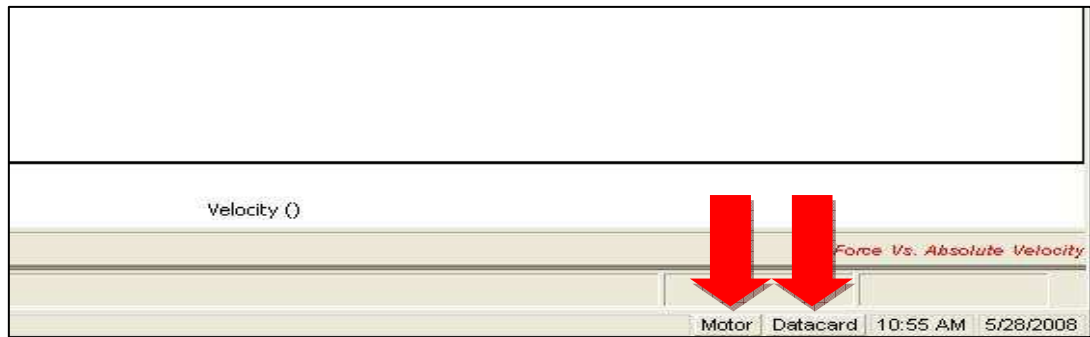 Velocity ()
Force Vs. Absolute Velocity
Motor Datacard 10:55 AM 5/28/2008